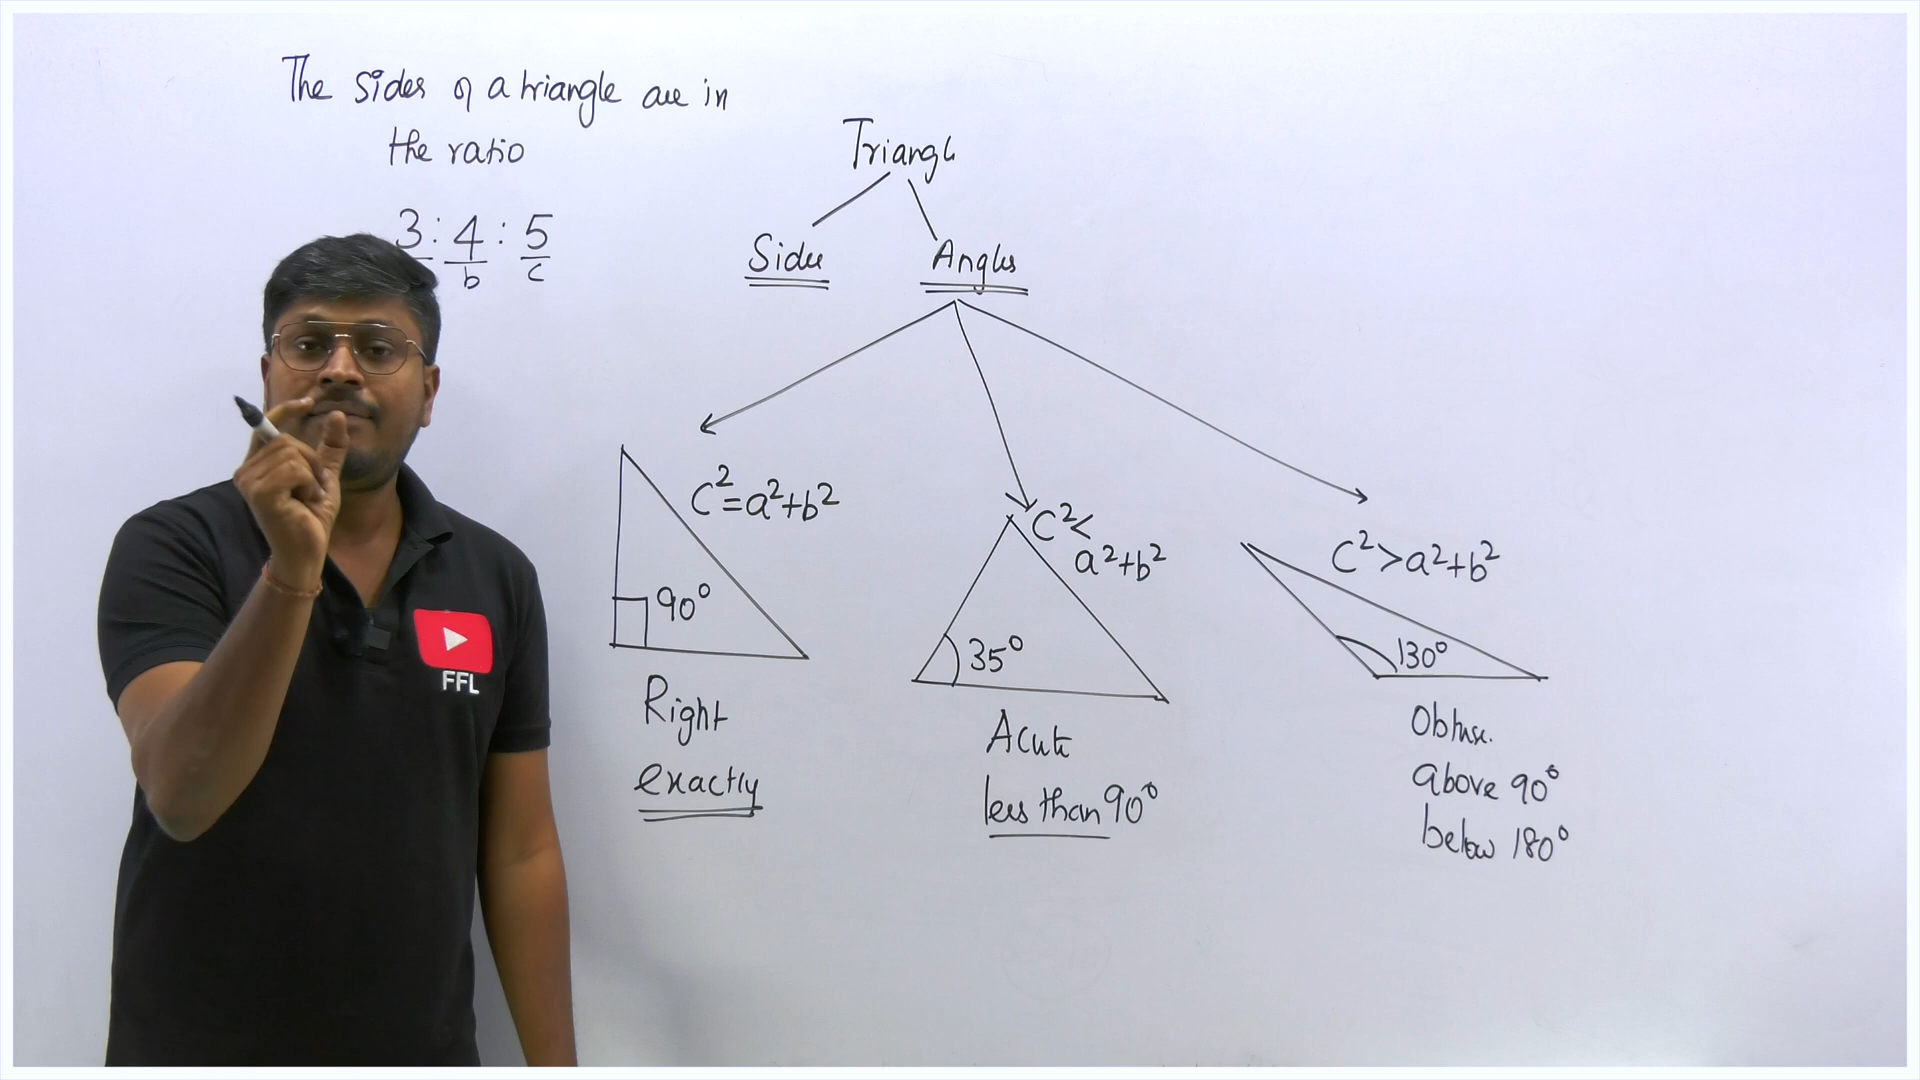 The sides of a triangle are in
the ratio
3 : 4 : 5
b c
Triangle
Sides
Angles
C²=a²+b²
90°
Right
exactly
C²<
a²+b²
35°
Acute
less than 90°
C²>a²+b²
130°
Obtuse.
above 90°
below 180°
FFL